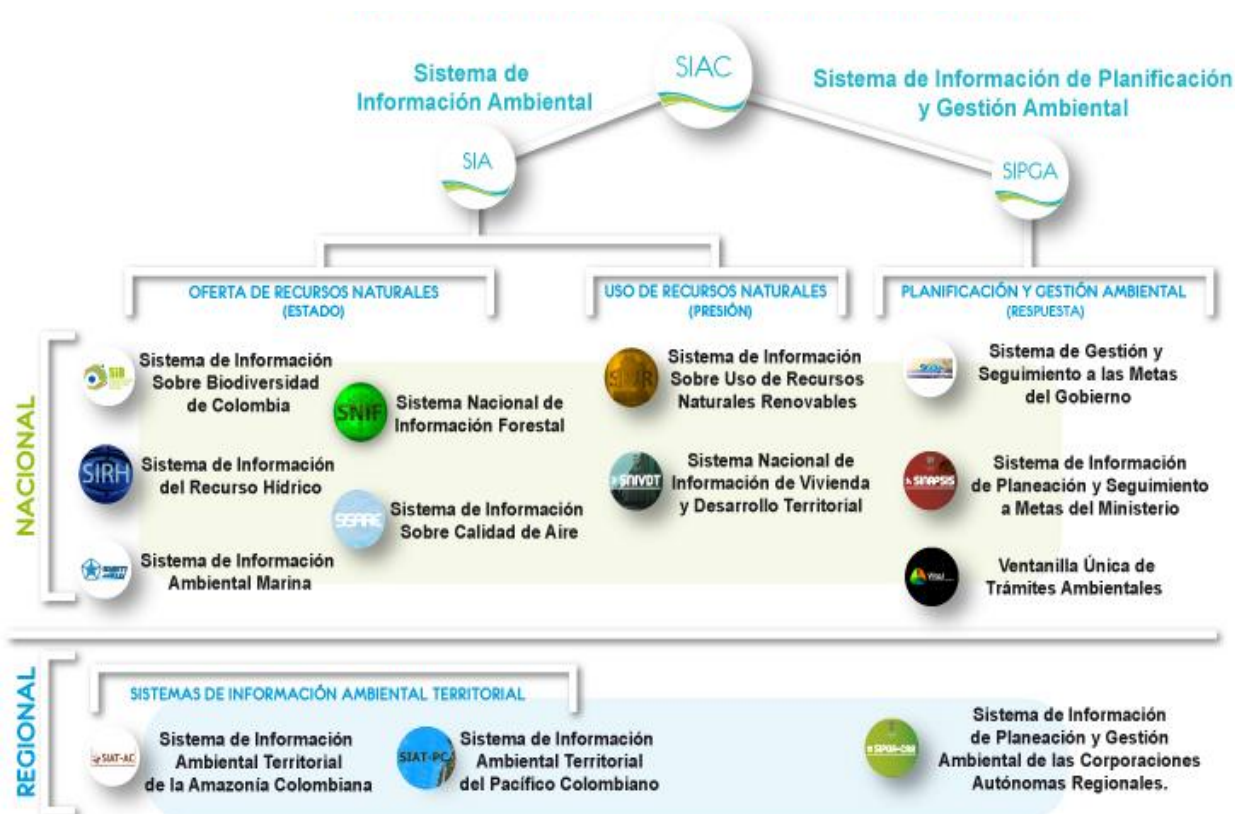 SIAC
Sistema de
Información Ambiental
Sistema de Información de Planificación
y Gestión Ambiental
SIA
SIPGA
OFERTA DE RECURSOS NATURALES
(ESTADO)
USO DE RECURSOS NATURALES
(PRESIÓN)
PLANIFICACIÓN Y GESTIÓN AMBIENTAL
(RESPUESTA)
NACIONAL
SIB
Sistema de Información
Sobre Biodiversidad
de Colombia
SNIF
Sistema Nacional de
Información Forestal
SIRH
Sistema de Información
del Recurso Hídrico
Sistema de Información
Sobre Calidad de Aire
Sistema de Información
Ambiental Marina
SIUR
Sistema de Información
Sobre Uso de Recursos
Naturales Renovables
SNIVDT
Sistema Nacional de
Información de Vivienda
y Desarrollo Territorial
Sistema de Gestión y
Seguimiento a las Metas
del Gobierno
SINAPSIS
Sistema de Información
de Planeación y Seguimiento
a Metas del Ministerio
Ventanilla Única de
Trámites Ambientales
REGIONAL
SISTEMAS DE INFORMACIÓN AMBIENTAL TERRITORIAL
SIAT-AC
Sistema de Información
Ambiental Territorial
de la Amazonía Colombiana
SIAT-PC
Sistema de Información
Ambiental Territorial
del Pacífico Colombiano
SIPGA-CAR
Sistema de Información
de Planeación y Gestión
Ambiental de las Corporaciones
Autónomas Regionales.